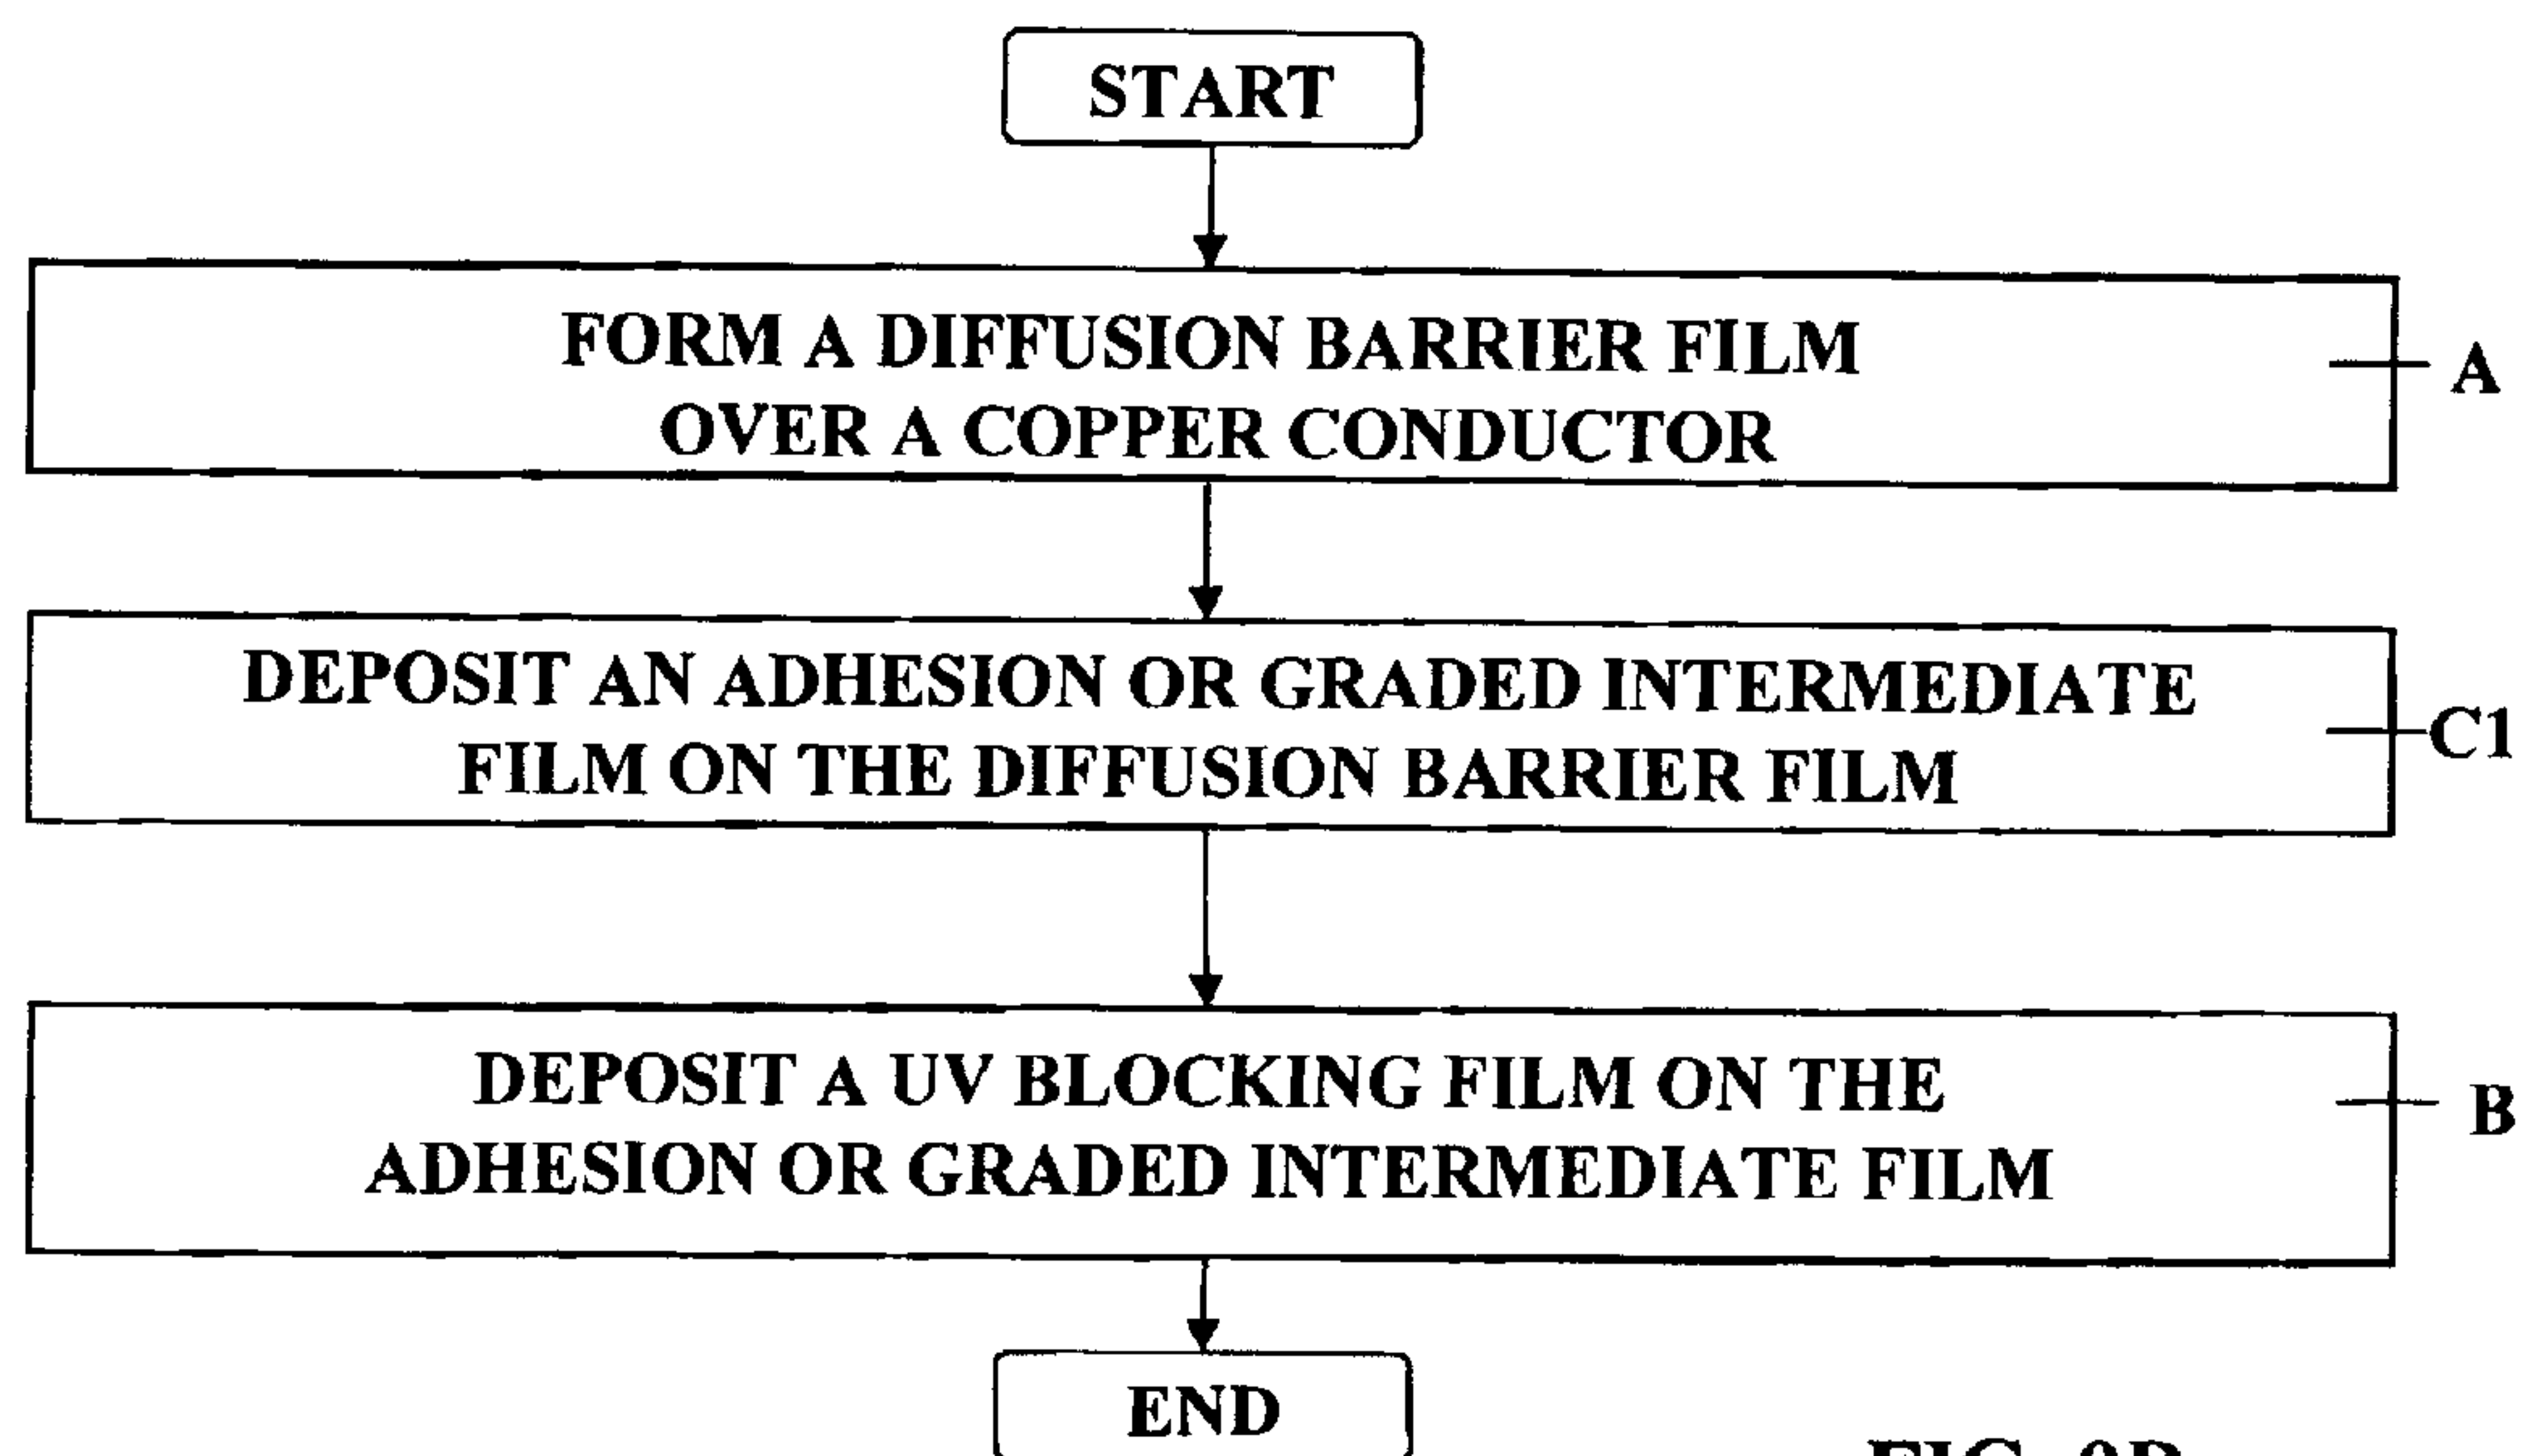 START
FORM A DIFFUSION BARRIER FILM
OVER A COPPER CONDUCTOR
A
DEPOSIT AN ADHESION OR GRADED INTERMEDIATE
FILM ON THE DIFFUSION BARRIER FILM
C1
DEPOSIT A UV BLOCKING FILM ON THE
ADHESION OR GRADED INTERMEDIATE FILM
B
END
FIG.